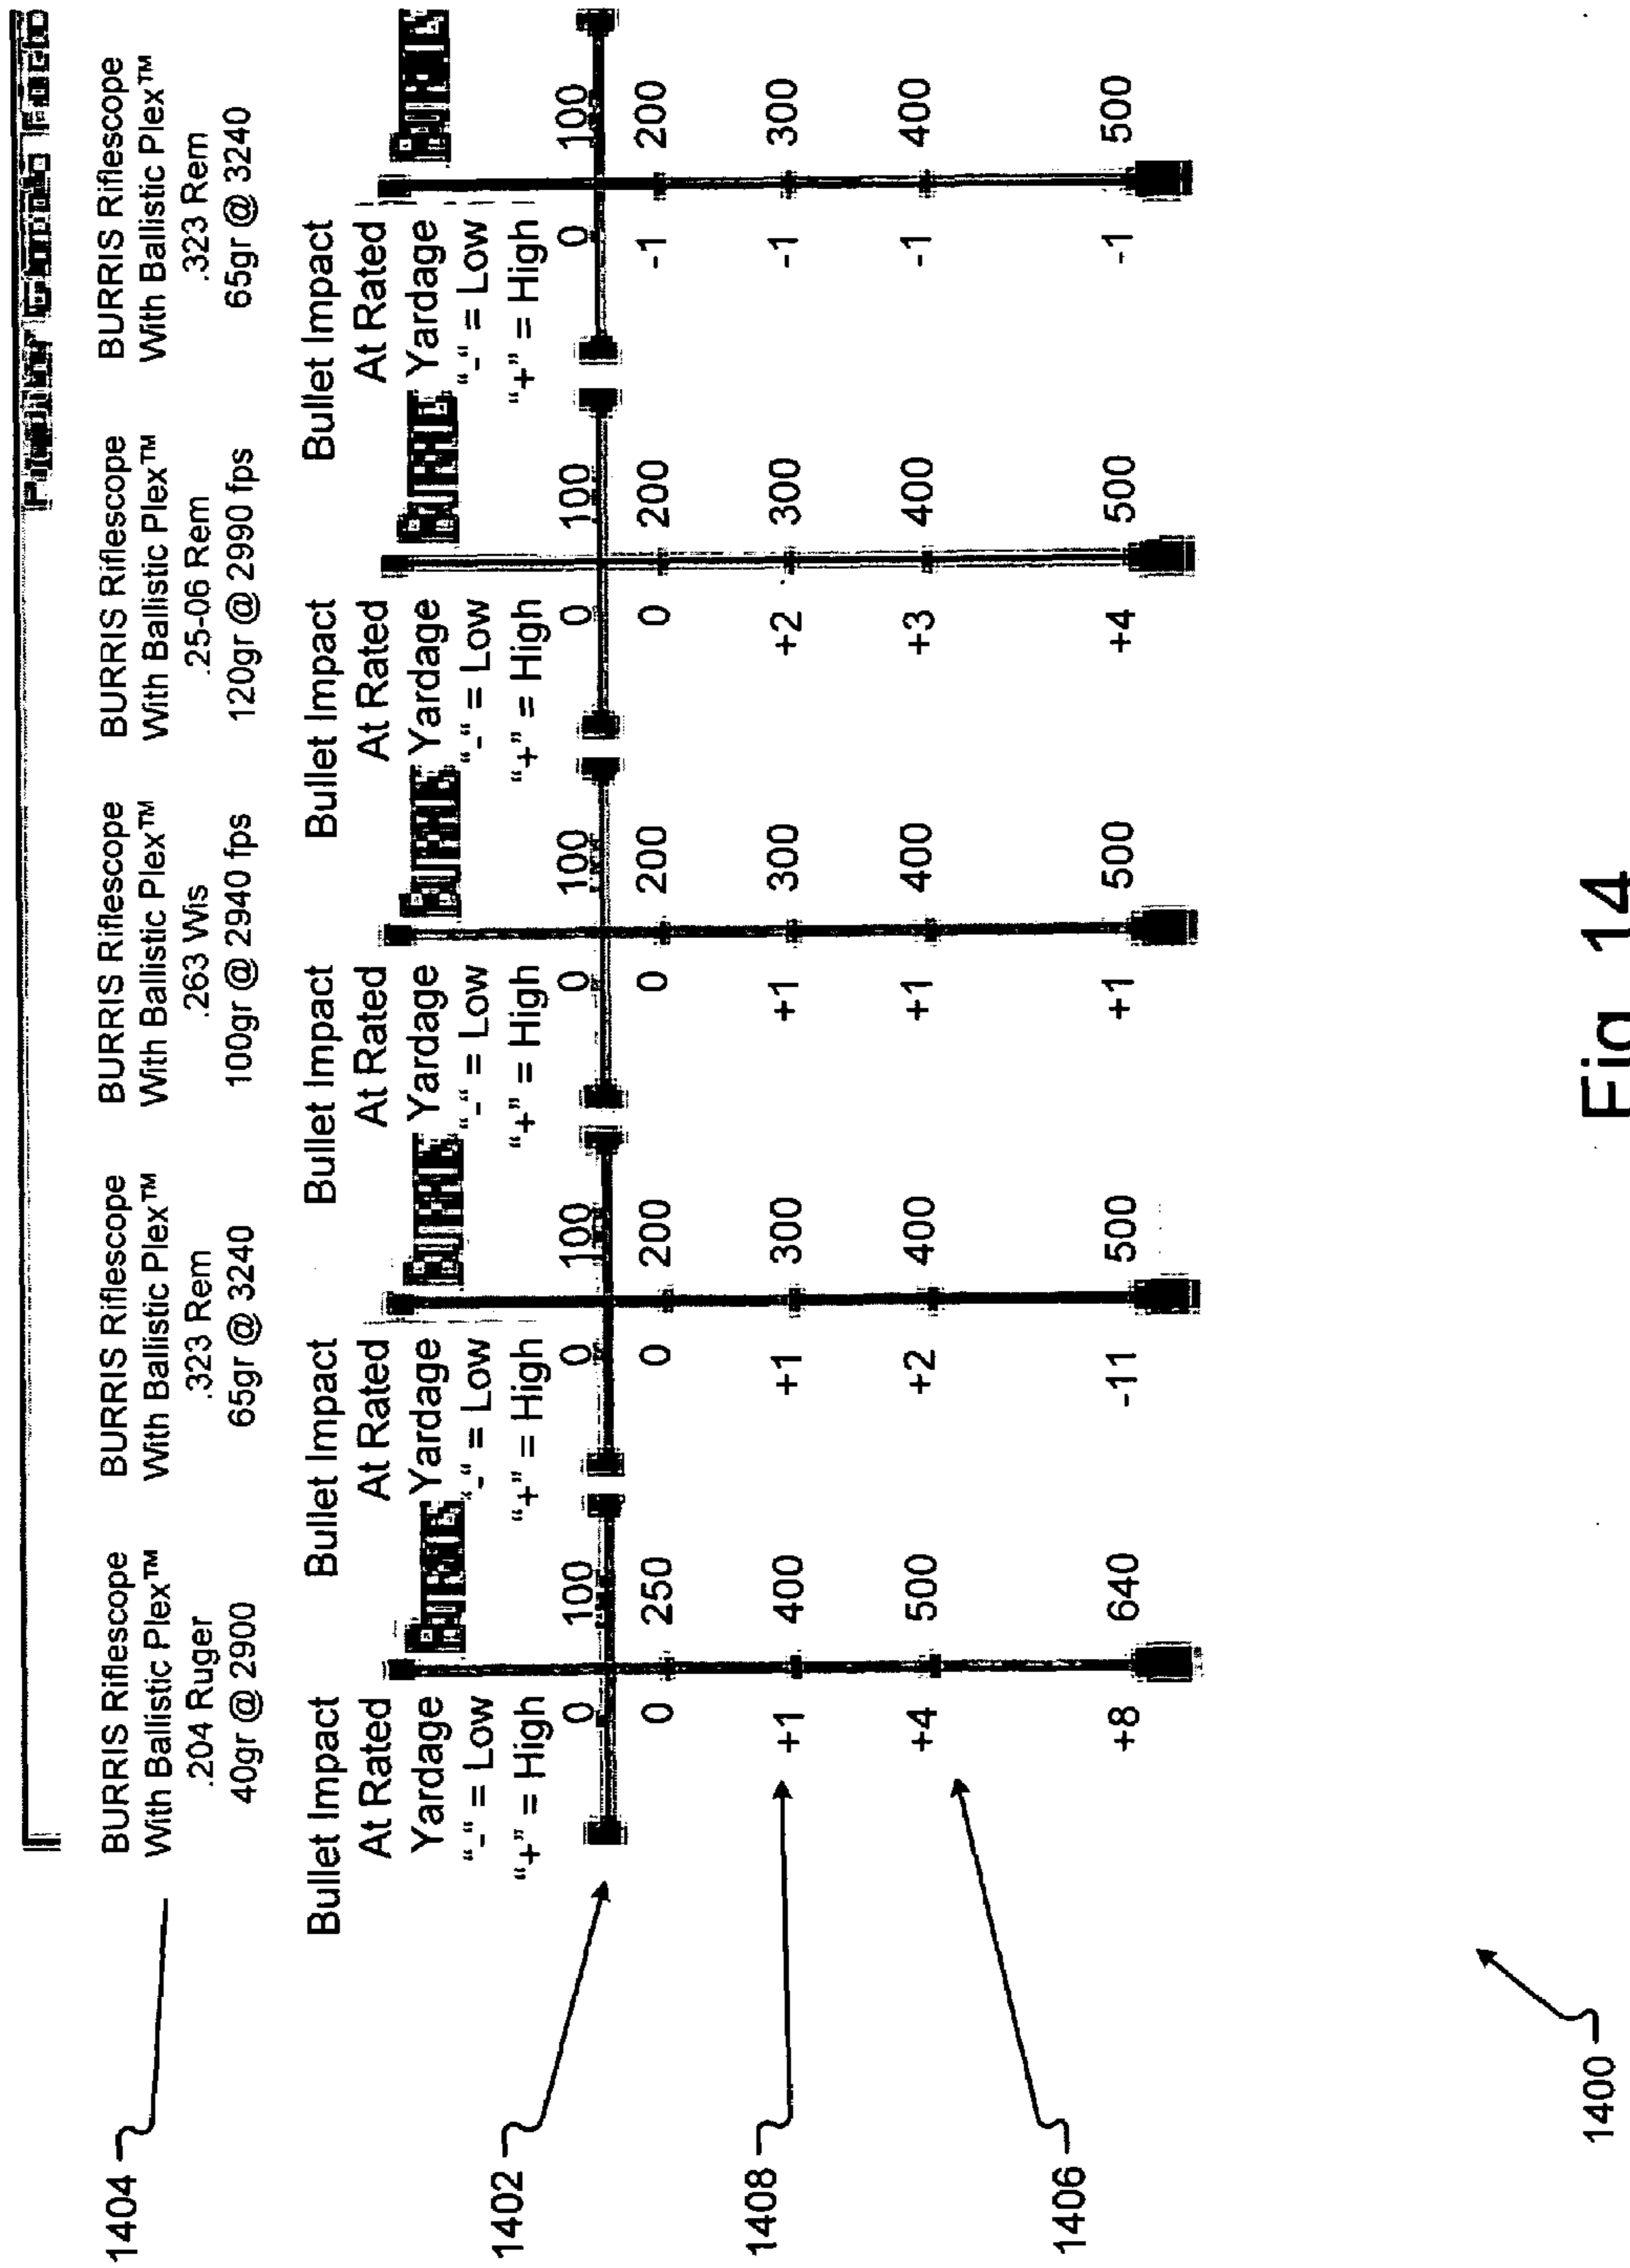 1404
BURRIS Riflescope
With Ballistic Plex™
.204 Ruger
40gr @ 2900
BURRIS Riflescope
With Ballistic Plex™
.323 Rem
65gr @ 3240
BURRIS Riflescope
With Ballistic Plex™
.263 Wis
100gr @ 2940 fps
BURRIS Riflescope
With Ballistic Plex™
.25-06 Rem
120gr @ 2990 fps
BURRIS Riflescope
With Ballistic Plex™
.323 Rem
65gr @ 3240
1402
1408
1406
Bullet Impact
At Rated
Yardage
“-“ = Low
“+” = High
0 100
0 250
+1 400
+4 500
+8 640
Bullet Impact
At Rated
Yardage
“-“ = Low
“+” = High
0 100
0 200
+1 300
+2 400
-11 500
Bullet Impact
At Rated
Yardage
“-“ = Low
“+” = High
0 100
0 200
+1 300
+1 400
+1 500
Bullet Impact
At Rated
Yardage
“-“ = Low
“+” = High
0 100
0 200
+2 300
+3 400
+4 500
Bullet Impact
At Rated
Yardage
“-“ = Low
“+” = High
0 100
-1 200
-1 300
-1 400
-1 500
1400
Fig. 14